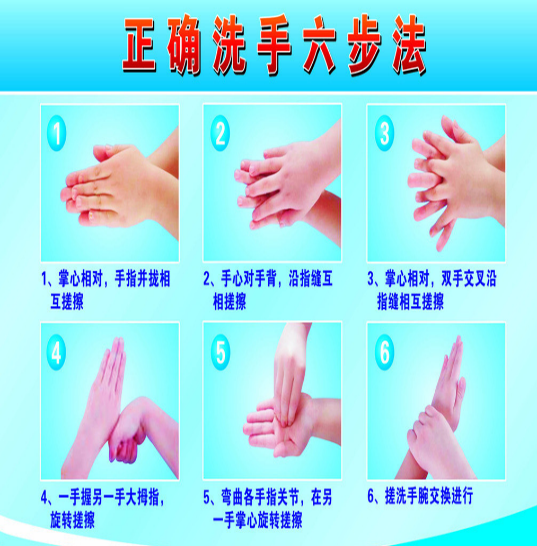 正确洗手六步法
1
2
3
1、掌心相对，手指并拢相
互搓擦
2、手心对手背，沿指缝互
相搓擦
3、掌心相对，双手交叉沿
指缝相互搓擦
4
5
6
4、一手握另一手大拇指，
旋转搓擦
5、弯曲各手指关节，在另
一手掌心旋转搓擦
6、搓洗手腕交换进行